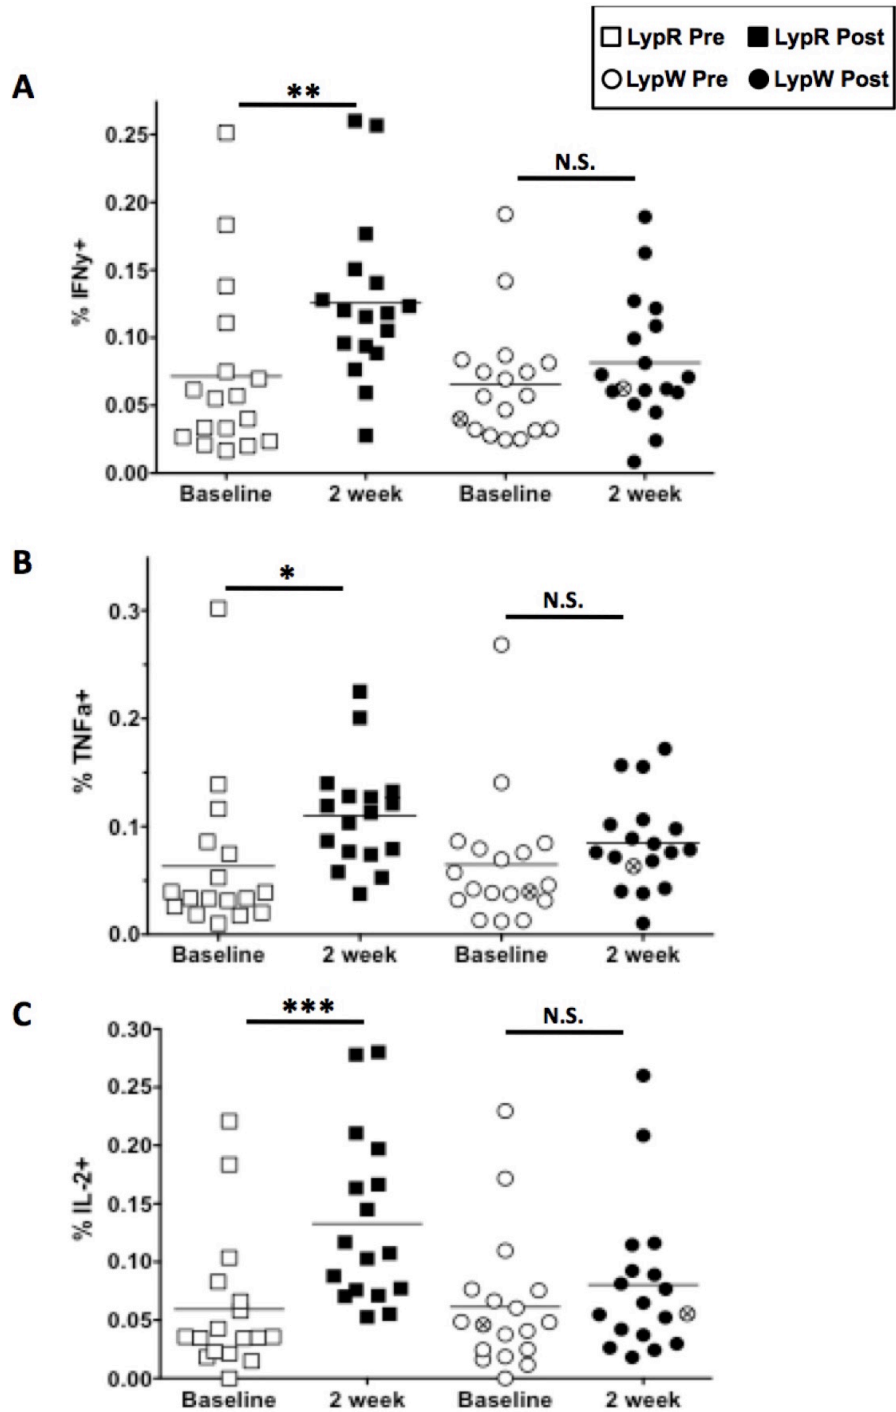 LypR Pre LypR Post
LypW Pre LypW Post
A
**
N.S.
% IFNy+
0.25
0.20
0.15
0.10
0.05
0.00
Baseline 2 week Baseline 2 week
B
*
N.S.
% TNFa+
0.3
0.2
0.1
0.0
Baseline 2 week Baseline 2 week
C
***
N.S.
% IL-2+
0.30
0.25
0.20
0.15
0.10
0.05
0.00
Baseline 2 week Baseline 2 week